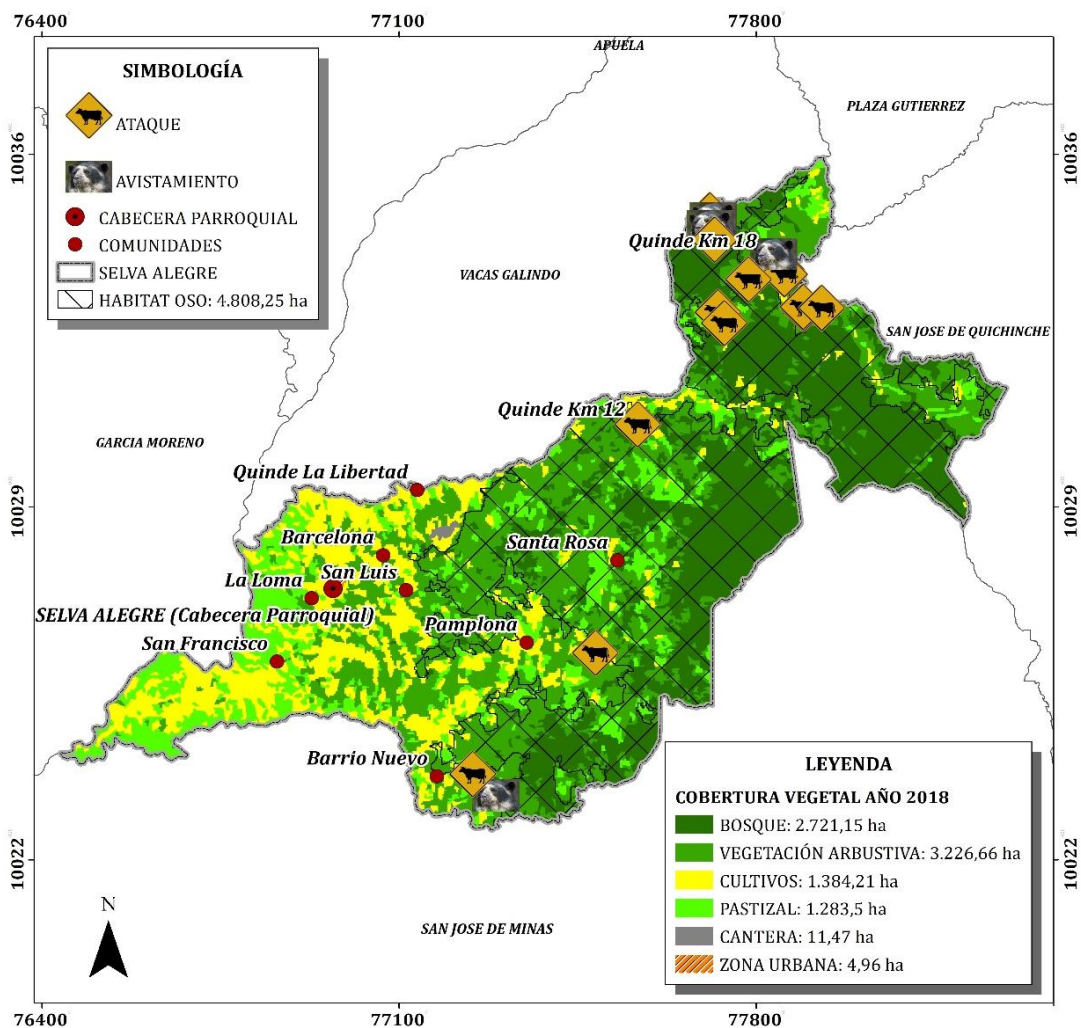 76400 77100 77800
SIMBOLOGÍA
ATAQUE
AVISTAMIENTO
CABECERA PARROQUIAL
COMUNIDADES
SELVA ALEGRE
HABITAT OSO: 4.808,25 ha
APUELA
PLAZA GUTIERREZ
10036 10036
Quinde Km 18
VACAS GALINDO
SAN JOSE DE QUICHINCHE
Quinde Km 12
GARCIA MORENO
Quinde La Libertad
10029 10029
Barcelona
Santa Rosa
San Luis
La Loma
SELVA ALEGRE (Cabecera Parroquial)
Pamplona
San Francisco
Barrio Nuevo
LEYENDA
COBERTURA VEGETAL AÑO 2018
BOSQUE: 2.721,15 ha
VEGETACIÓN ARBUSTIVA: 3.226,66 ha
CULTIVOS: 1.384,21 ha
PASTIZAL: 1.283,5 ha
CANTERA: 11,47 ha
ZONA URBANA: 4,96 ha
10022 10022
N
SAN JOSE DE MINAS
76400 77100 77800